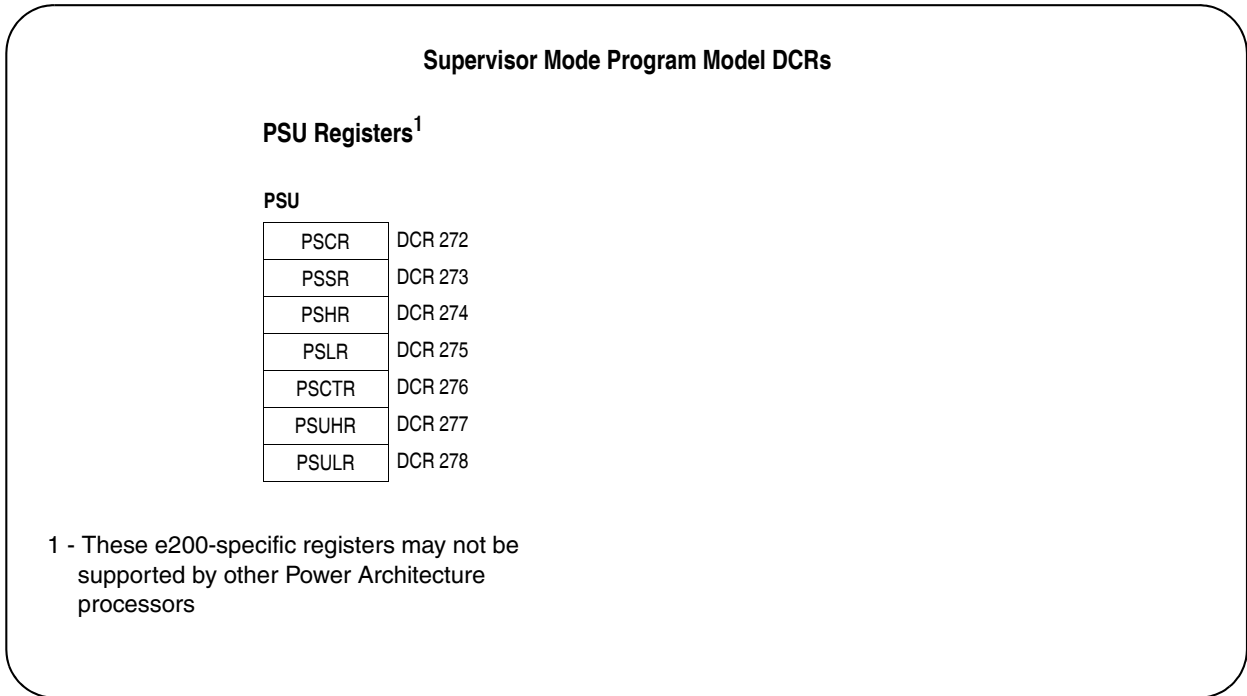 Supervisor Mode Program Model DCRs
PSU Registers1
PSU
PSCR DCR 272
PSSR DCR 273
PSHR DCR 274
PSLR DCR 275
PSCTR DCR 276
PSUHR DCR 277
PSULR DCR 278
1 - These e200-specific registers may not be
supported by other Power Architecture
processors